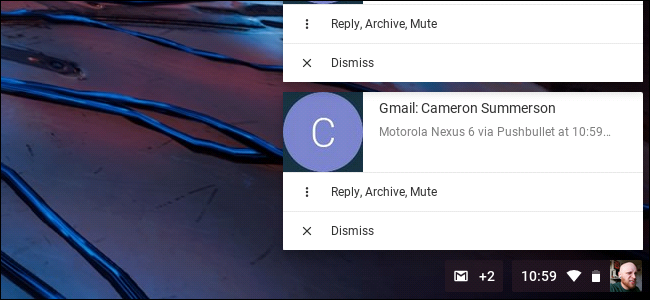 Reply, Archive, Mute
Dismiss
Gmail: Cameron Summerson
C
Motorola Nexus 6 via Pushbullet at 10:59...
Reply, Archive, Mute
Dismiss
+2 10:59